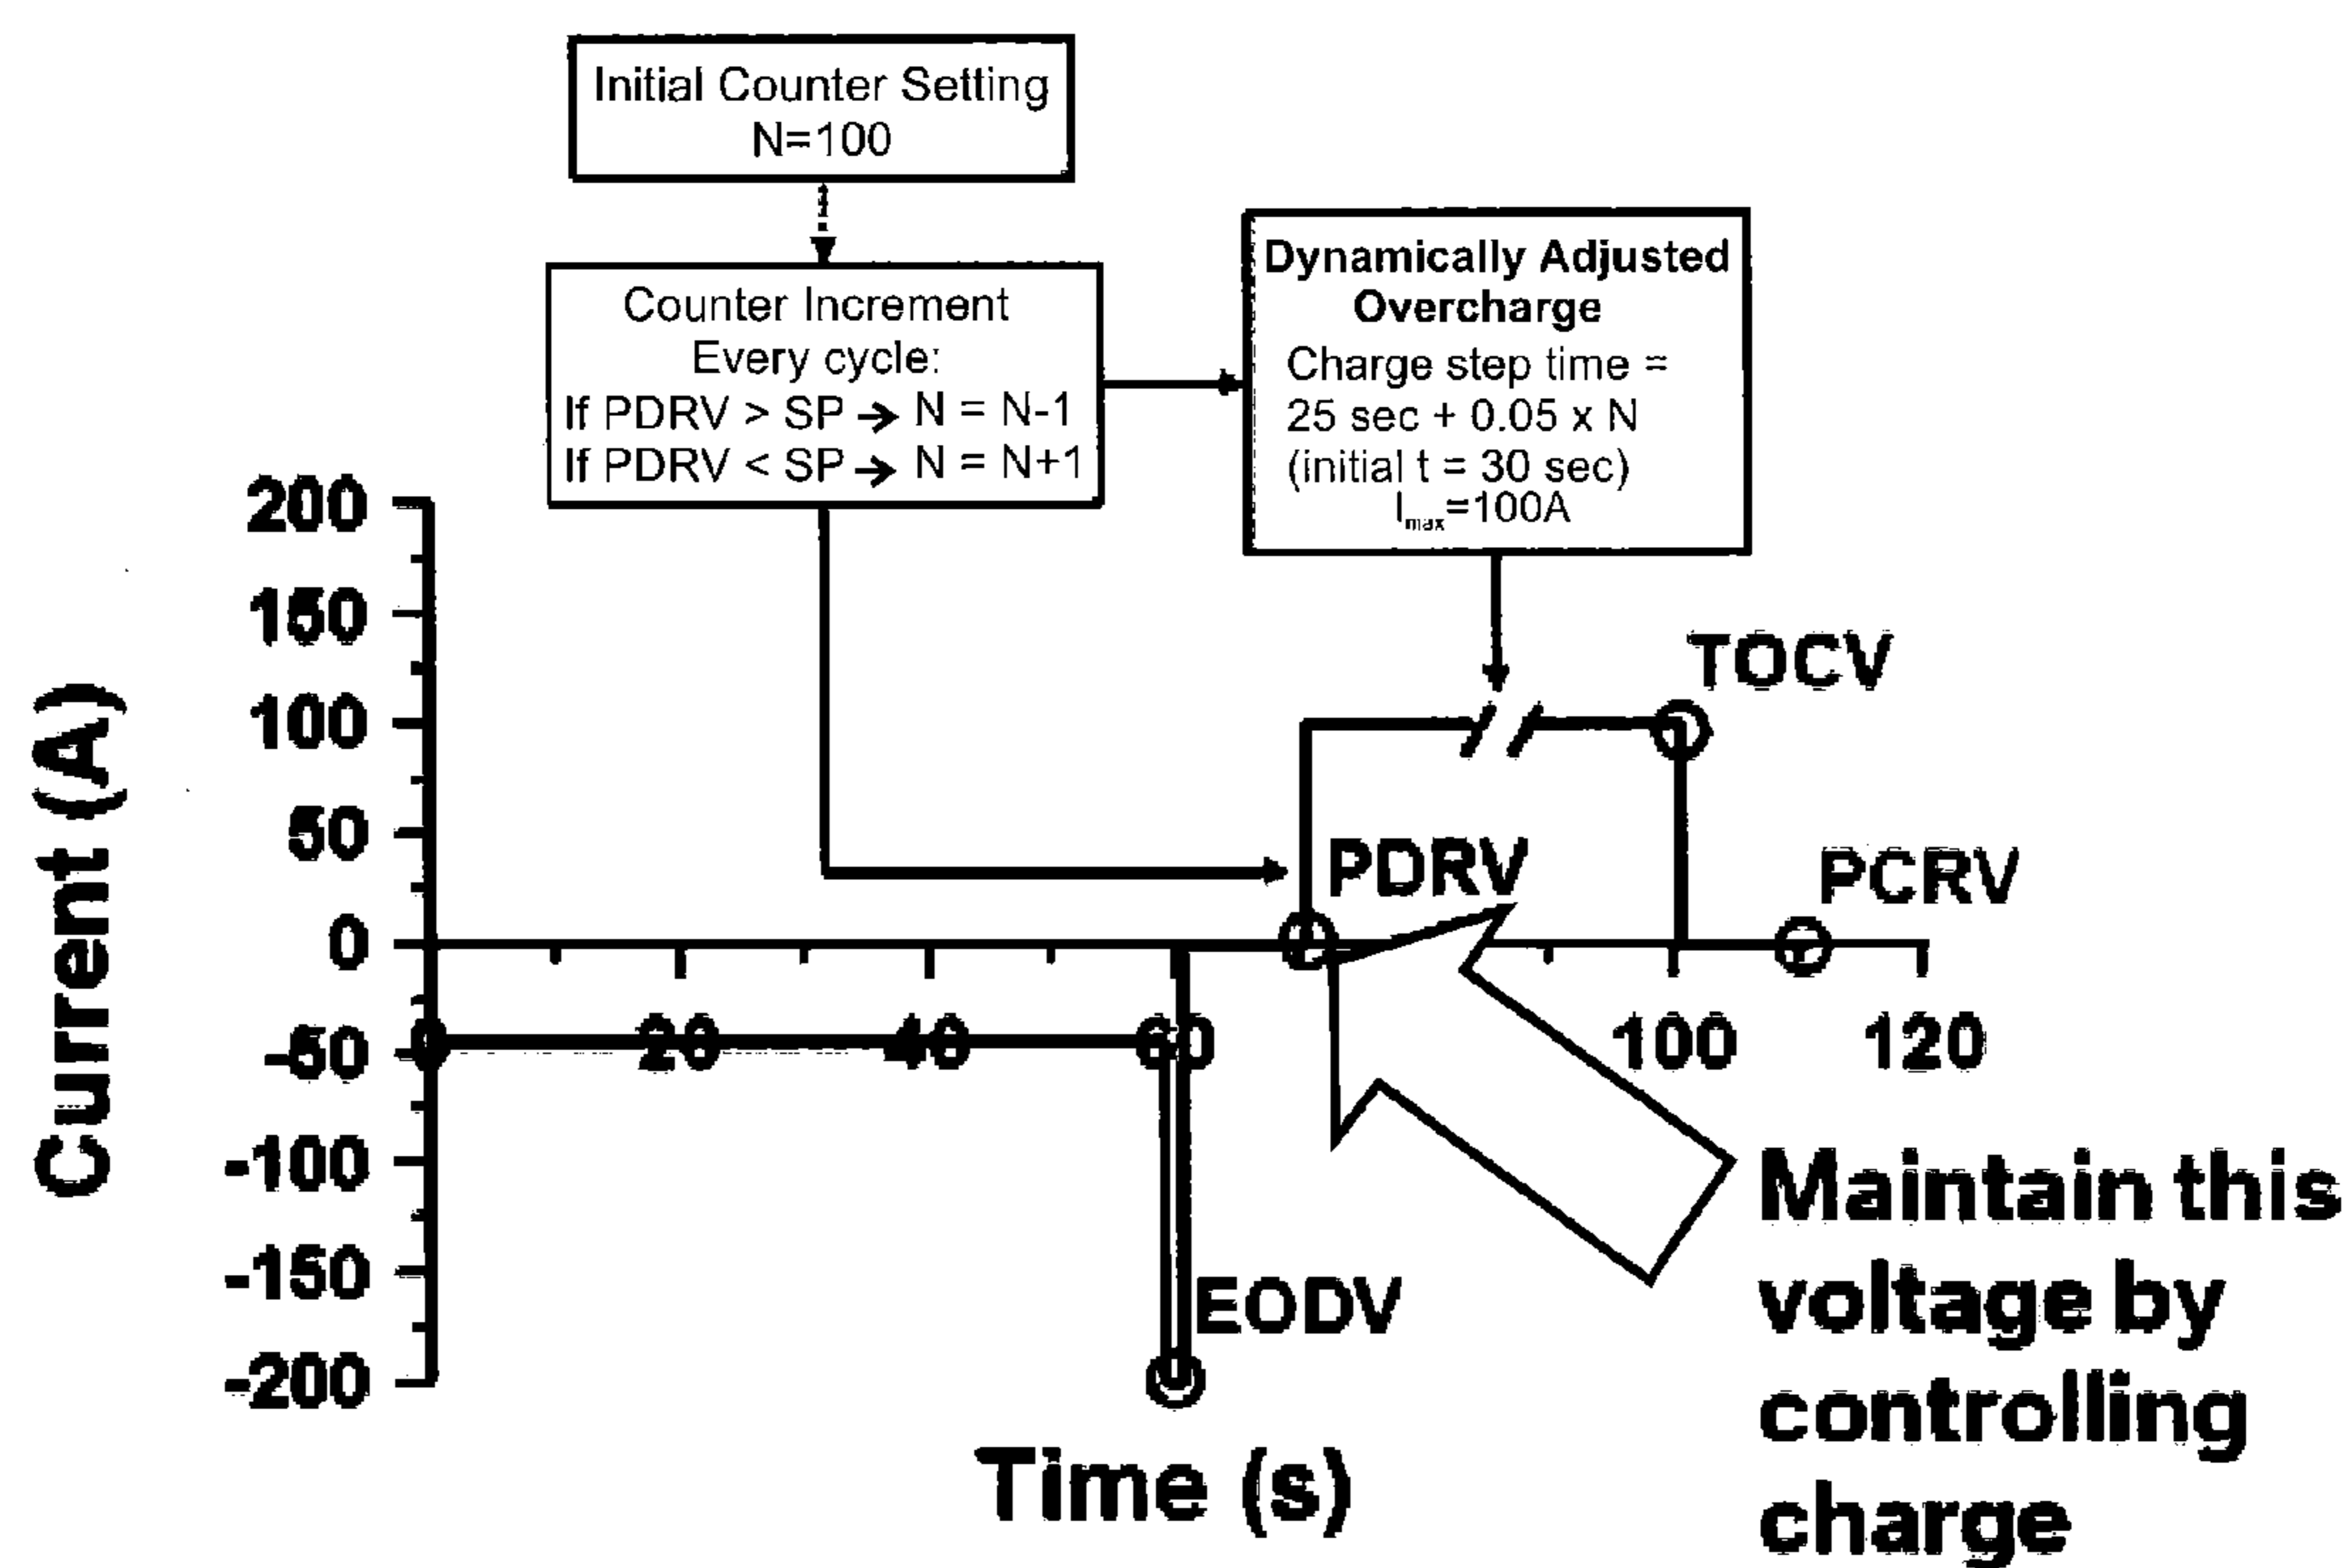 Initial Counter Setting
N=100
Counter Increment
Every cycle:
If PDRV > SP → N = N-1
If PDRV < SP → N = N+1
Dynamically Adjusted
Overcharge
Charge step time =
25 sec + 0.05 x N
(initial t = 30 sec)
Imax=100A
200
150
100
50
0
-50
-100
-150
-200
Current (A)
TOCV
PDRV
PCRV
0
20
40
60
100
120
EODV
Time (s)
Maintain this
voltage by
controlling
charge